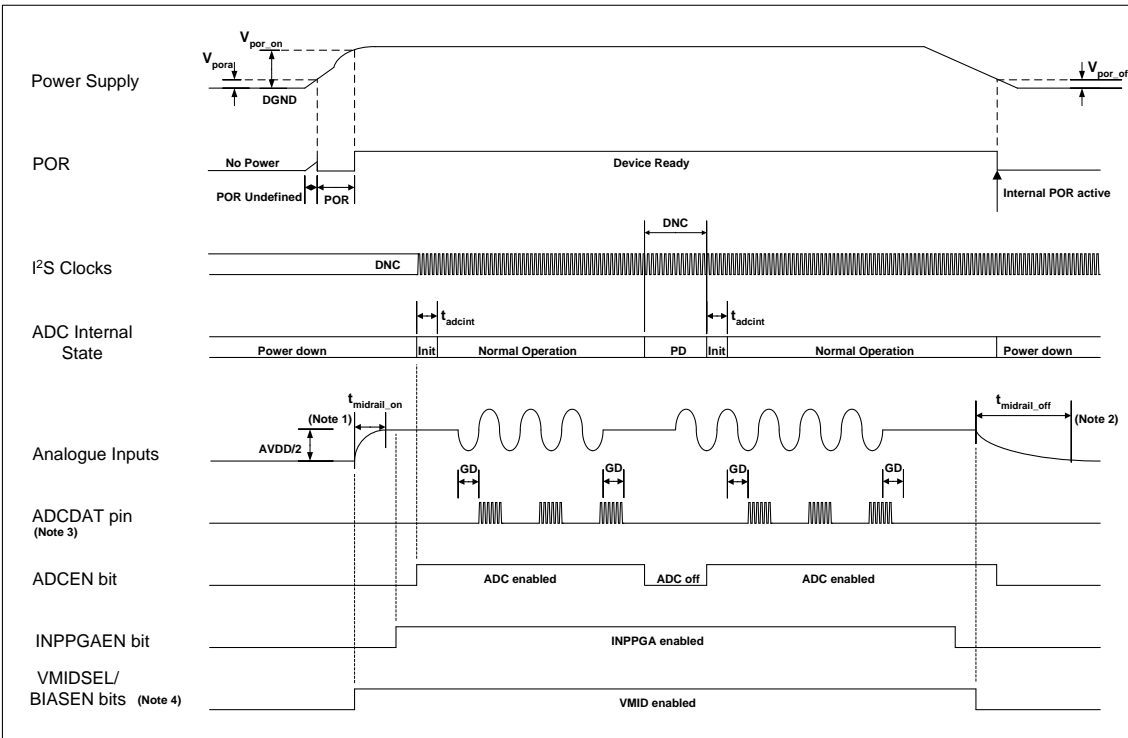 V_por_on
V_pora
V_por_of
Power Supply
DGND
POR
No Power
Device Ready
POR Undefined
POR
Internal POR active
DNC
I²S Clocks
DNC
t_adcint
t_adcint
ADC Internal
State
Power down
Init
Normal Operation
PD
Init
Normal Operation
Power down
t_midrail_on
t_midrail_off
(Note 1)
(Note 2)
AVDD/2
Analogue Inputs
GD
GD
GD
GD
ADCDAT pin
(Note 3)
ADCEN bit
ADC enabled
ADC off
ADC enabled
INPPGAEN bit
INPPGA enabled
VMIDSEL/
BIASEN bits (Note 4)
VMID enabled